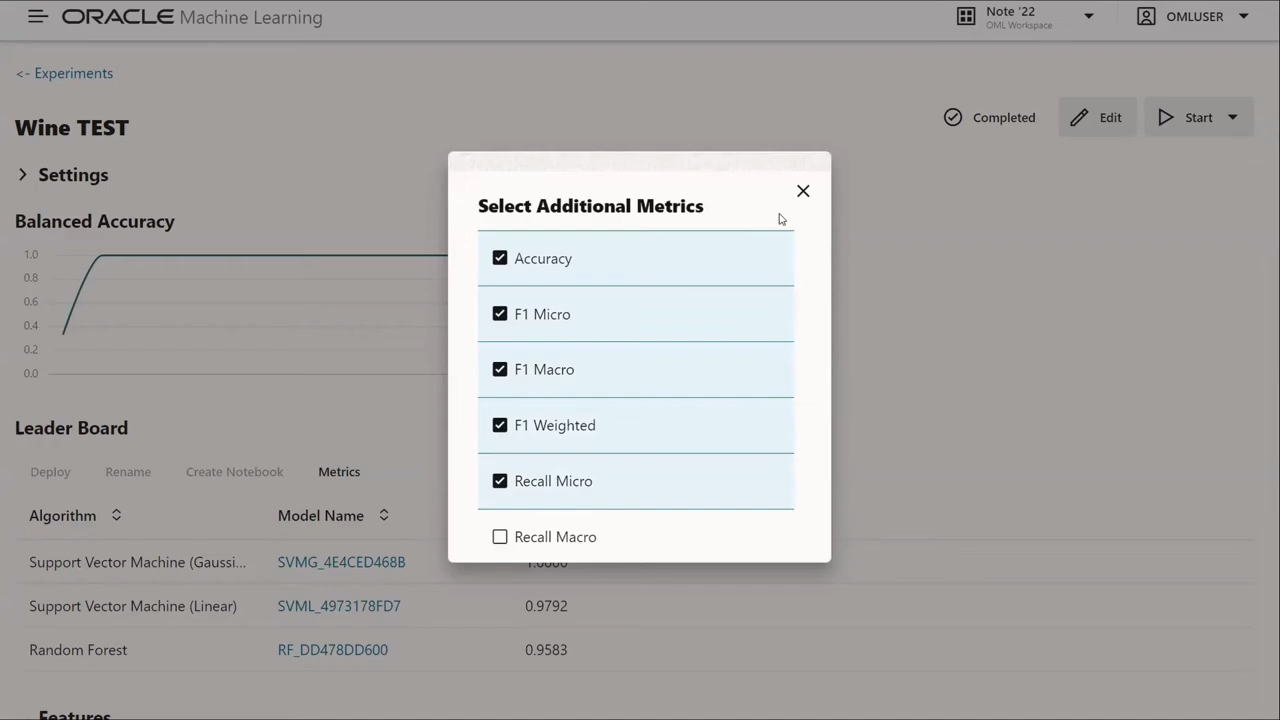 ORACLE Machine Learning
Note '22
OML Workspace
OMLUSER
<- Experiments
Wine TEST
Completed
Edit
Start
Settings
Balanced Accuracy
1.0
0.8
0.6
0.4
0.2
0.0
Select Additional Metrics
Accuracy
F1 Micro
F1 Macro
F1 Weighted
Recall Micro
Recall Macro
Leader Board
Deploy Rename Create Notebook Metrics
Algorithm Model Name
Support Vector Machine (Gaussi... SVMG_4E4CED468B 1.0000
Support Vector Machine (Linear) SVML_4973178FD7 0.9792
Random Forest RF_DD478DD600 0.9583
Features